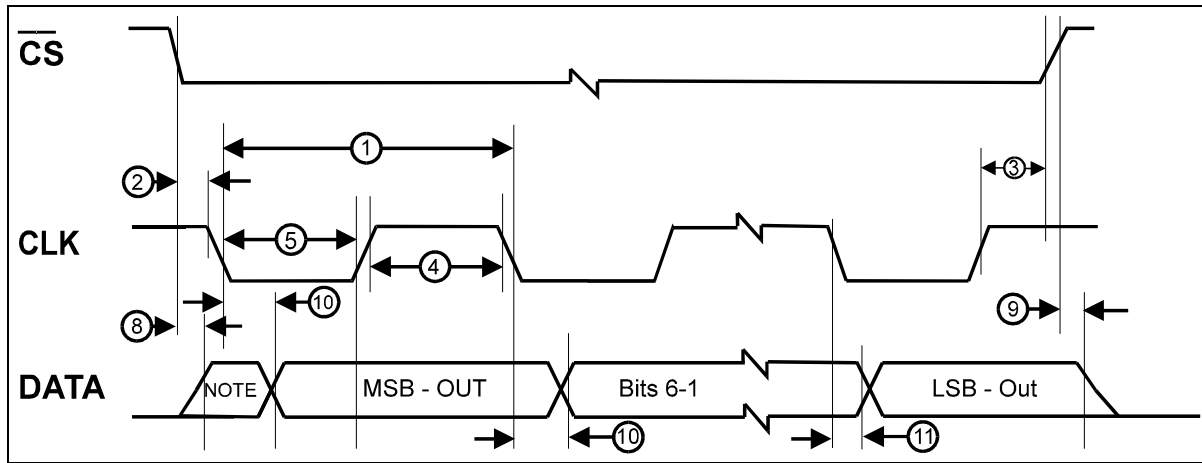 CS
1
2
3
CLK
5
4
10
8
9
DATA
NOTE
MSB - OUT
Bits 6-1
LSB - Out
10
11